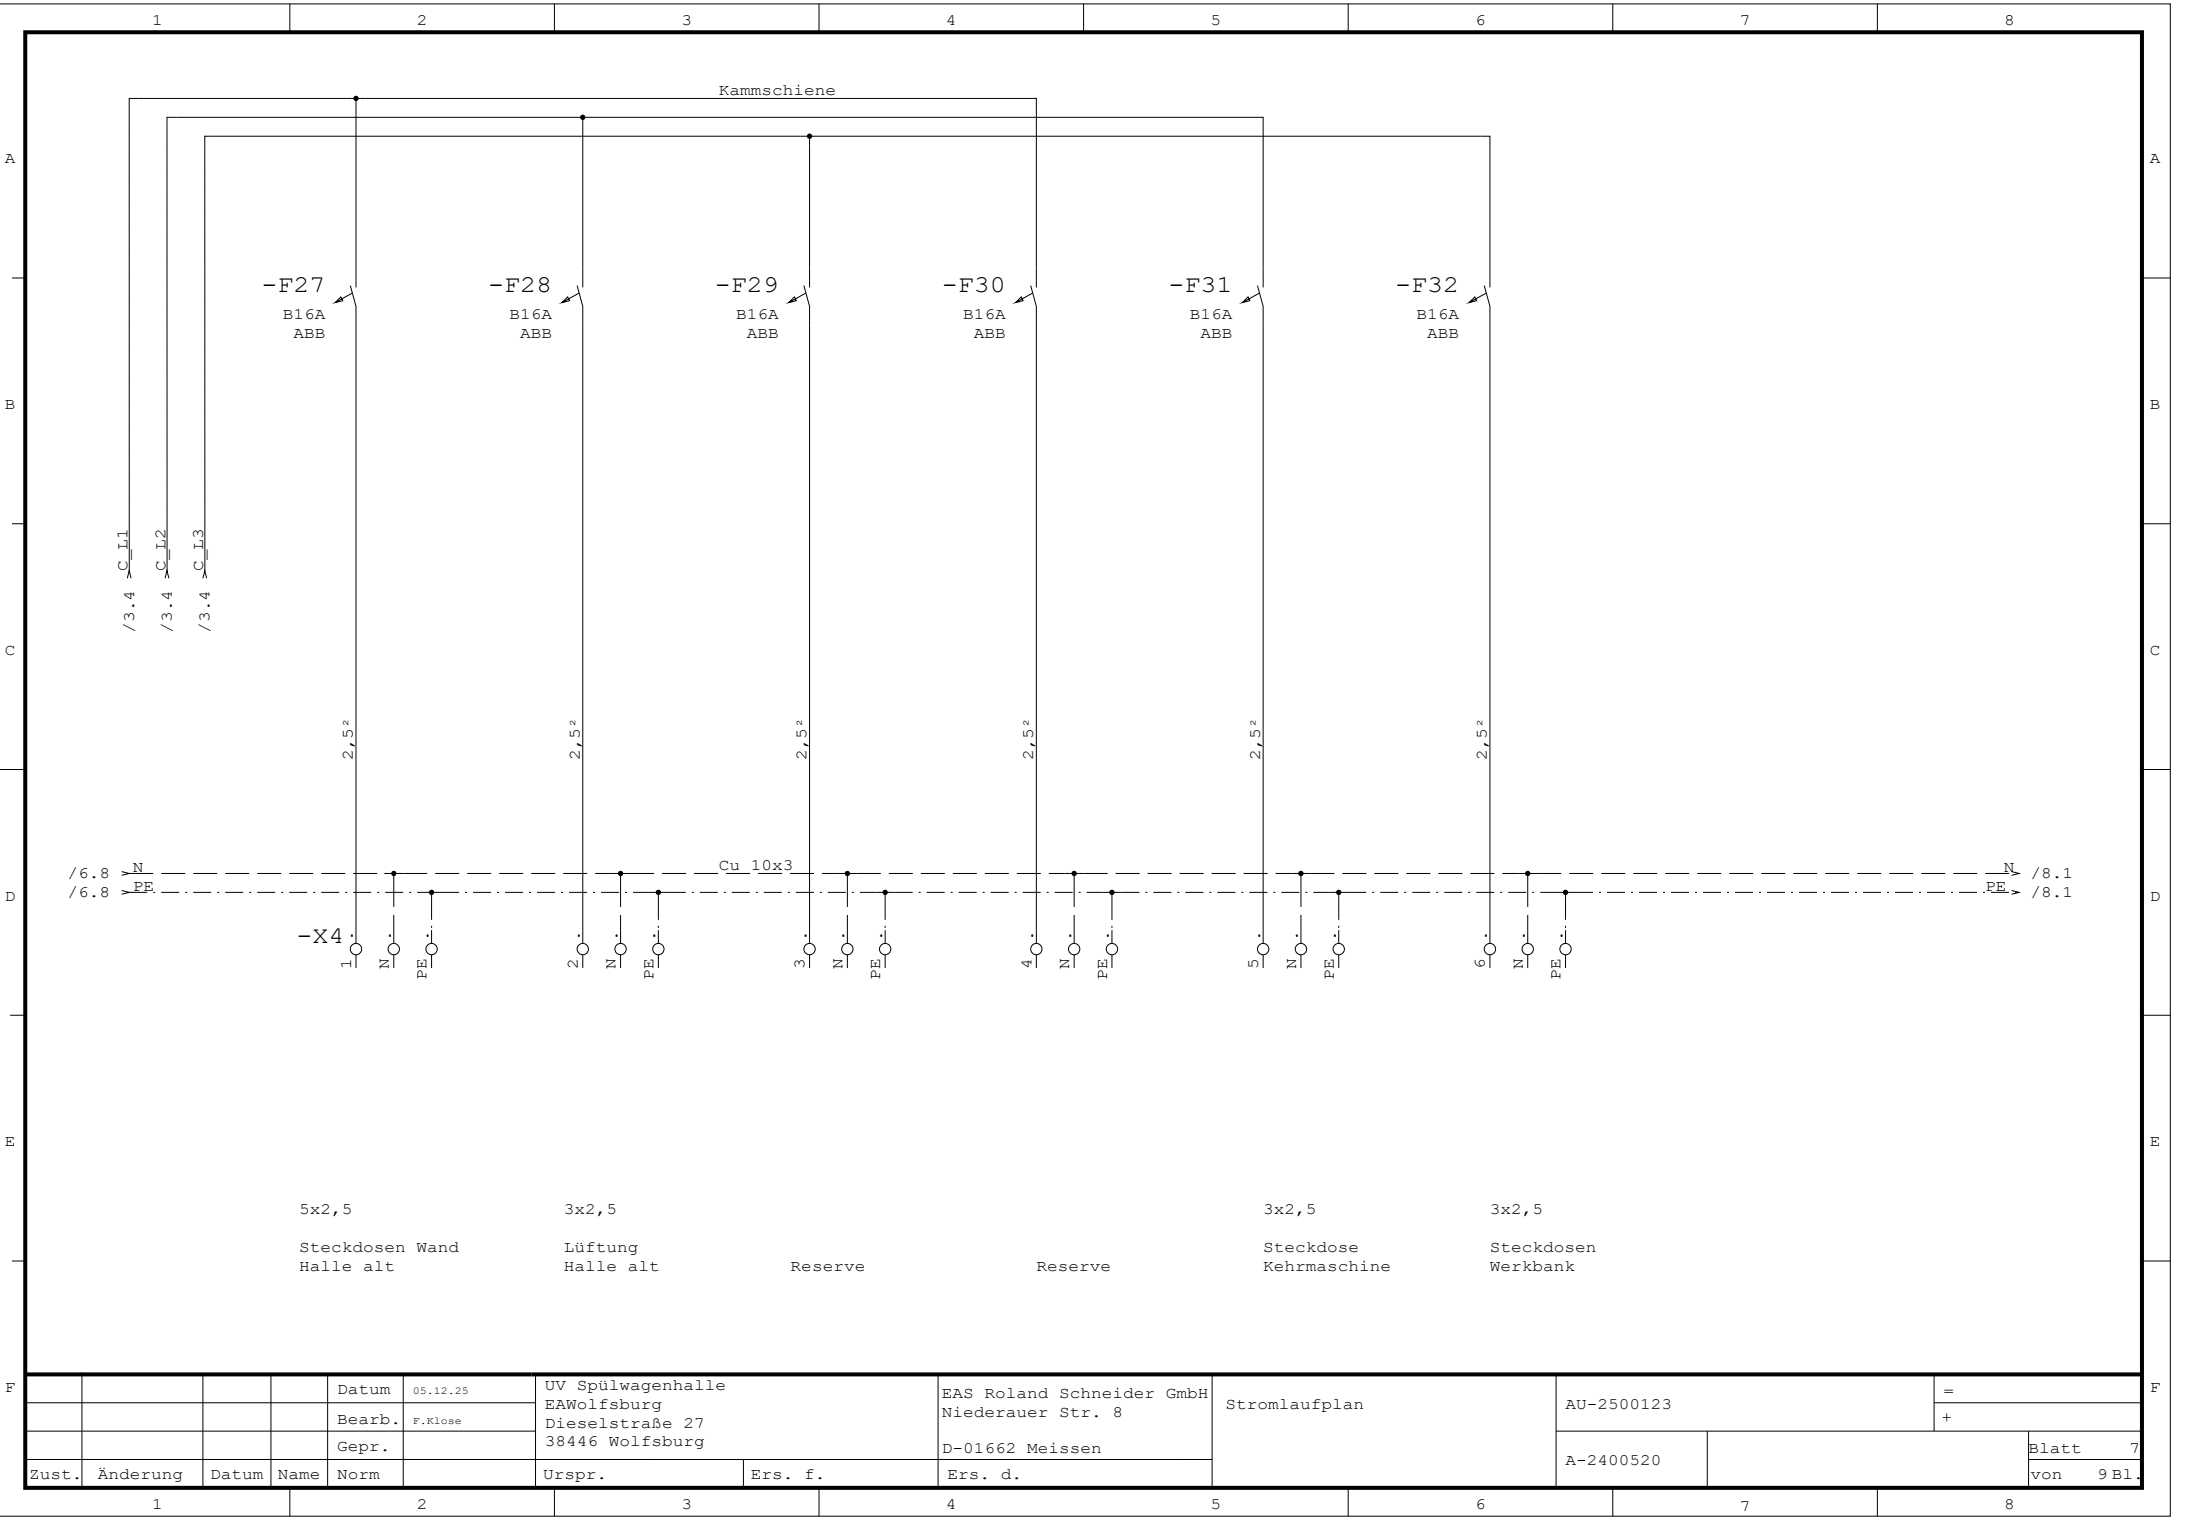 1 2 3 4 5 6 7 8
Kammschiene
A A
-F27 -F28 -F29 -F30 -F31 -F32
B16A B16A B16A B16A B16A B16A
ABB ABB ABB ABB ABB ABB
B B
C_L1 C_L2 C_L3
/3.4 /3.4 /3.4
C C
2,5² 2,5² 2,5² 2,5² 2,5² 2,5²
/6.8 N Cu 10x3 N /8.1
/6.8 PE PE /8.1
D D
-X4
1 N PE 2 N PE 3 N PE 4 N PE 5 N PE 6 N PE
E E
5x2,5 3x2,5 3x2,5 3x2,5
Steckdosen Wand Lüftung Steckdose Steckdosen
Halle alt Halle alt Reserve Reserve Kehrmaschine Werkbank
F F
Datum 05.12.25
Bearb. F.Klose
Gepr.
Zust. Änderung Datum Name Norm
UV Spülwagenhalle
EAWolfsburg
Dieselstraße 27
38446 Wolfsburg
Urspr. Ers. f. Ers. d.
EAS Roland Schneider GmbH
Niederauer Str. 8
D-01662 Meissen
Stromlaufplan
AU-2500123
A-2400520
=
+
Blatt 7
von 9 Bl.
1 2 3 4 5 6 7 8